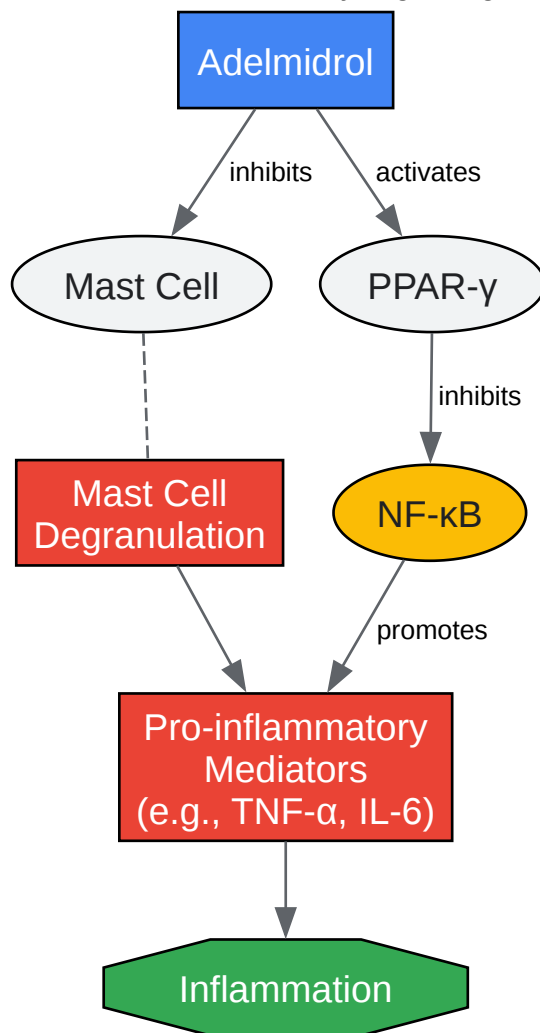 Adelmidrol
inhibits
activates
Mast Cell
PPAR-γ
inhibits
Mast Cell
Degranulation
NF-κB
promotes
Pro-inflammatory
Mediators
(e.g., TNF-α, IL-6)
Inflammation